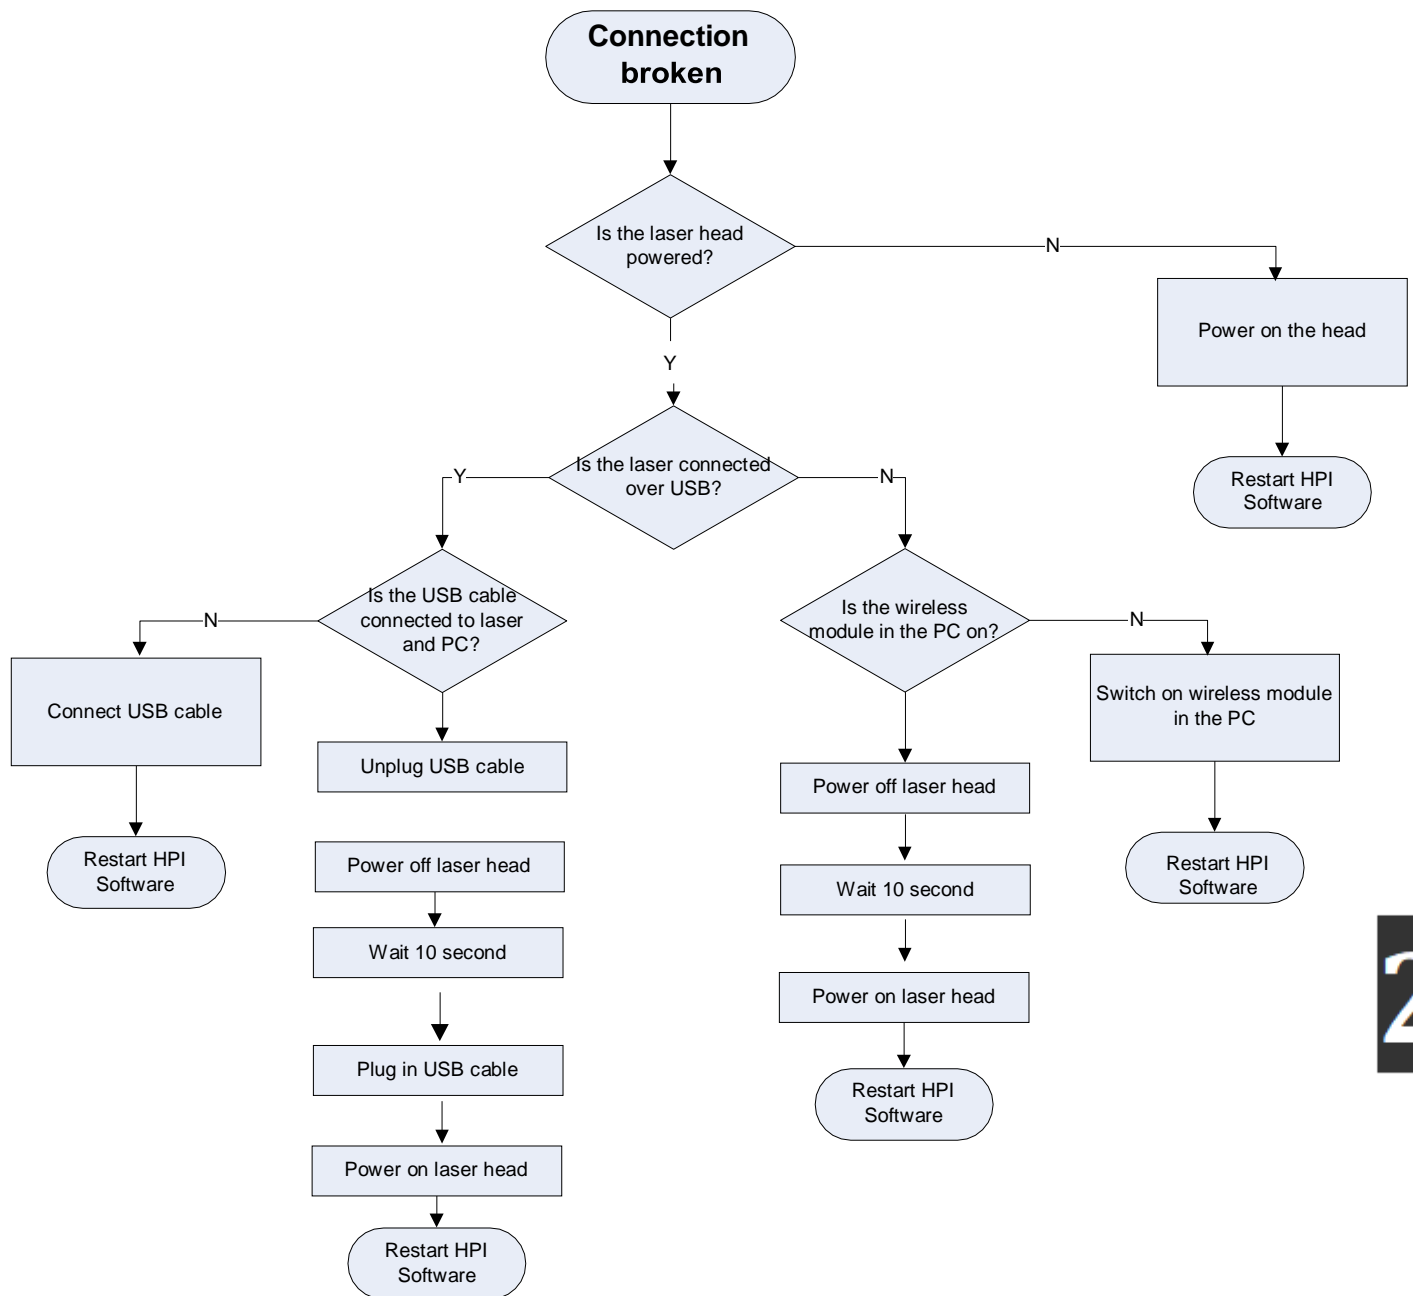 Connection
broken
Is the laser head
powered?
N
Power on the head
Y
Restart HPI
Software
Is the laser connected
over USB?
Y
N
Is the USB cable
connected to laser
and PC?
N
Is the wireless
module in the PC on?
N
Connect USB cable
Unplug USB cable
Switch on wireless module
in the PC
Power off laser head
Restart HPI
Software
Power off laser head
Restart HPI
Software
Wait 10 second
Wait 10 second
Power on laser head
Plug in USB cable
Restart HPI
Software
Power on laser head
Restart HPI
Software